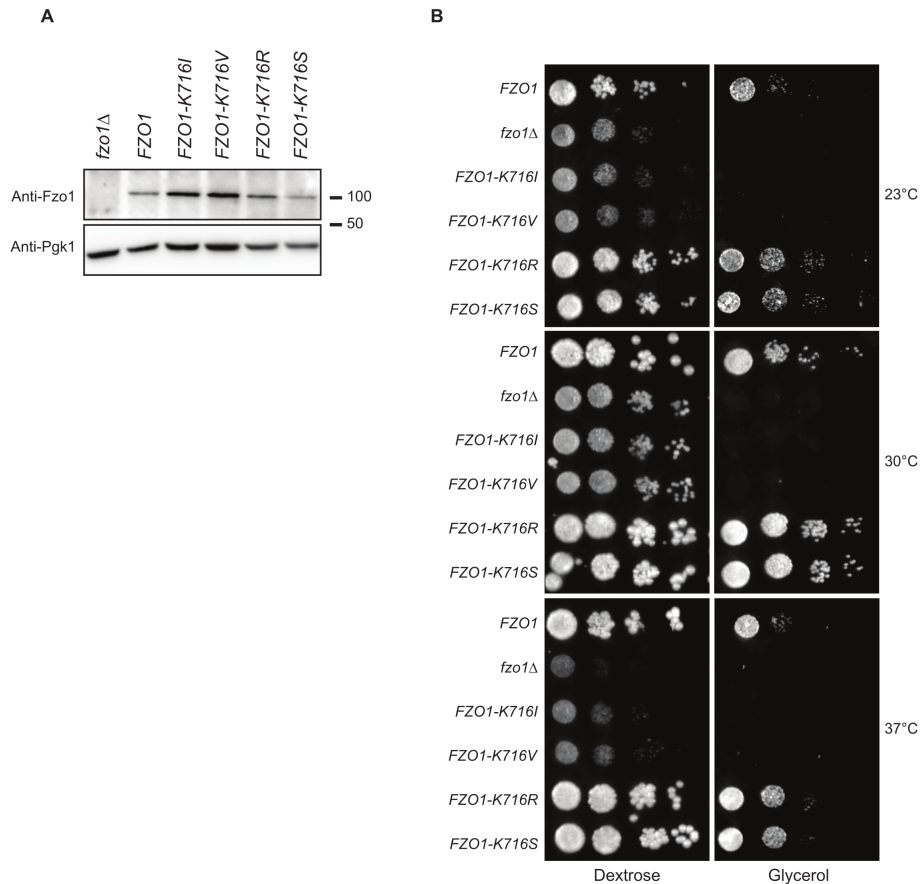 A
fzo1Δ
FZO1
FZO1-K716I
FZO1-K716V
FZO1-K716R
FZO1-K716S
Anti-Fzo1
100
50
Anti-Pgk1
B
FZO1
fzo1Δ
FZO1-K716I
FZO1-K716V
FZO1-K716R
FZO1-K716S
23°C
FZO1
fzo1Δ
FZO1-K716I
FZO1-K716V
FZO1-K716R
FZO1-K716S
30°C
FZO1
fzo1Δ
FZO1-K716I
FZO1-K716V
FZO1-K716R
FZO1-K716S
37°C
Dextrose
Glycerol